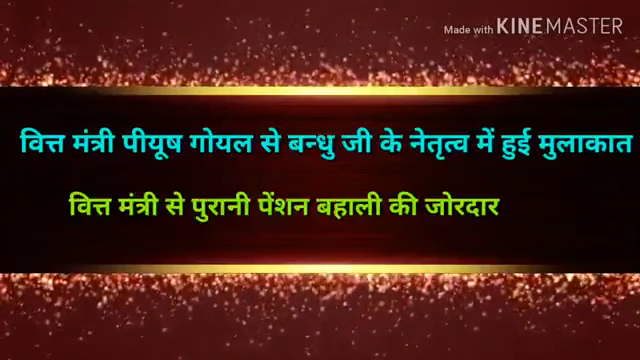 Made with KINEMASTER
वित्त मंत्री पीयूष गोयल से बन्धु जी के नेतृत्व में हुई मुलाकात
वित्त मंत्री से पुरानी पेंशन बहाली की जोरदार